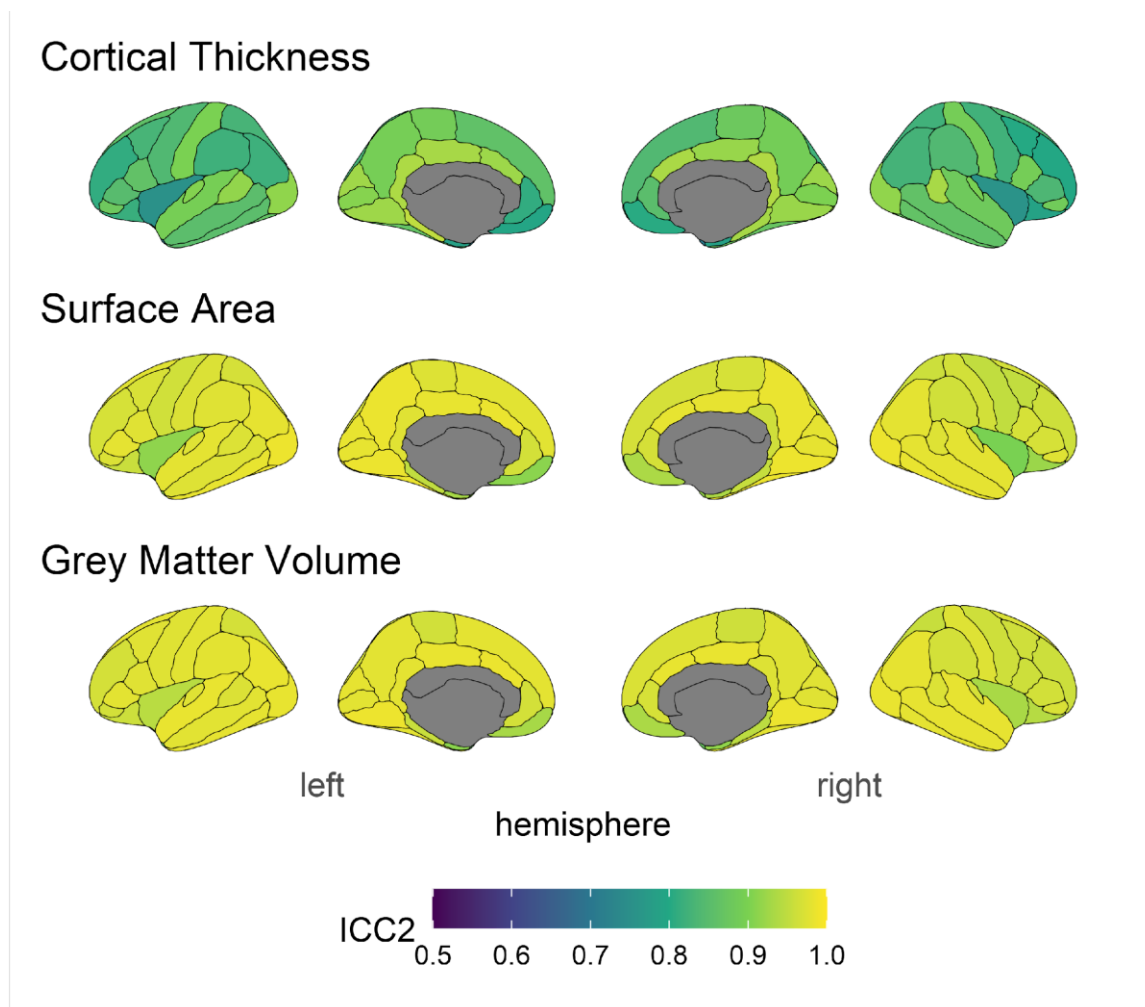 Cortical Thickness
Surface Area
Grey Matter Volume
left right
hemisphere
ICC2
0.5 0.6 0.7 0.8 0.9 1.0